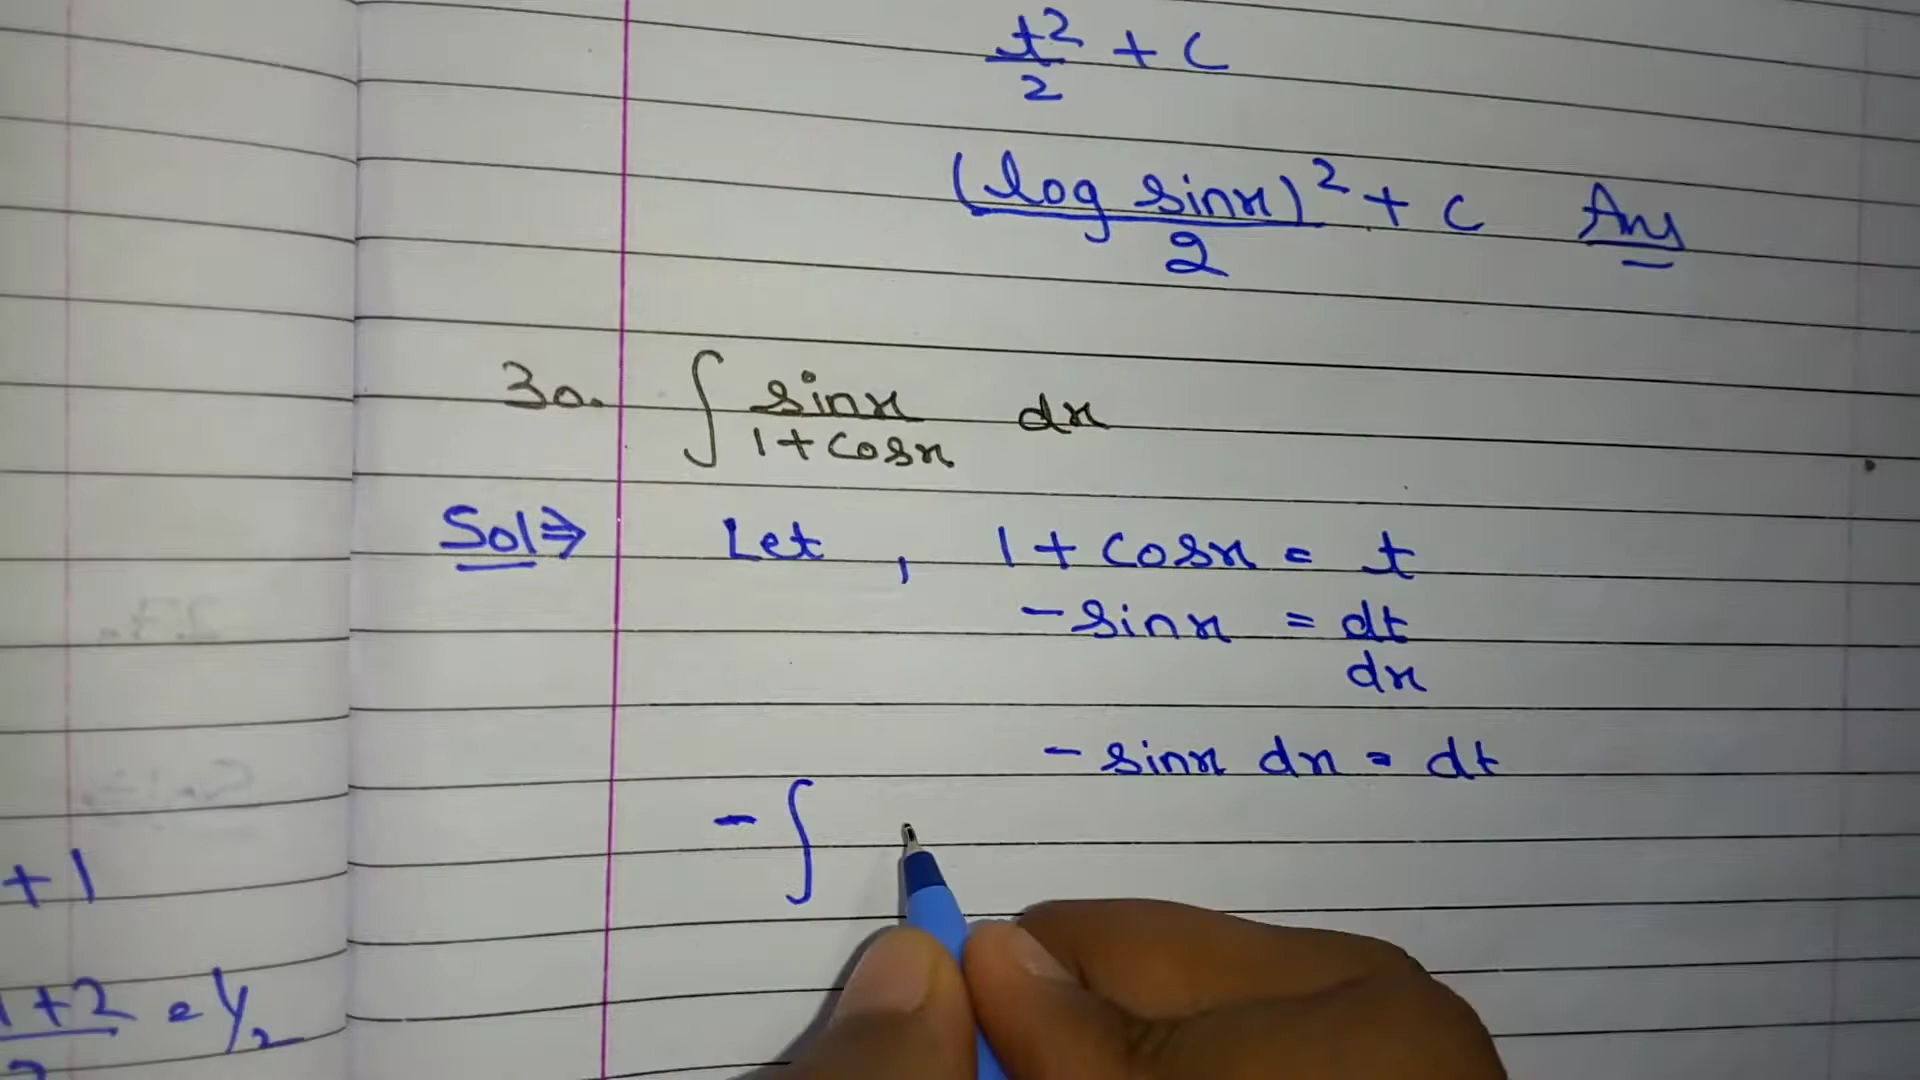 t²/2 + c
(log sinx)²/2 + c Ans
30. ∫ sinx/1+cosx dx
Sol⇒ Let , 1 + cosx = t
-sinx = dt/dx
-sinx dx = dt
- ∫
+1
1+2 = 1/2